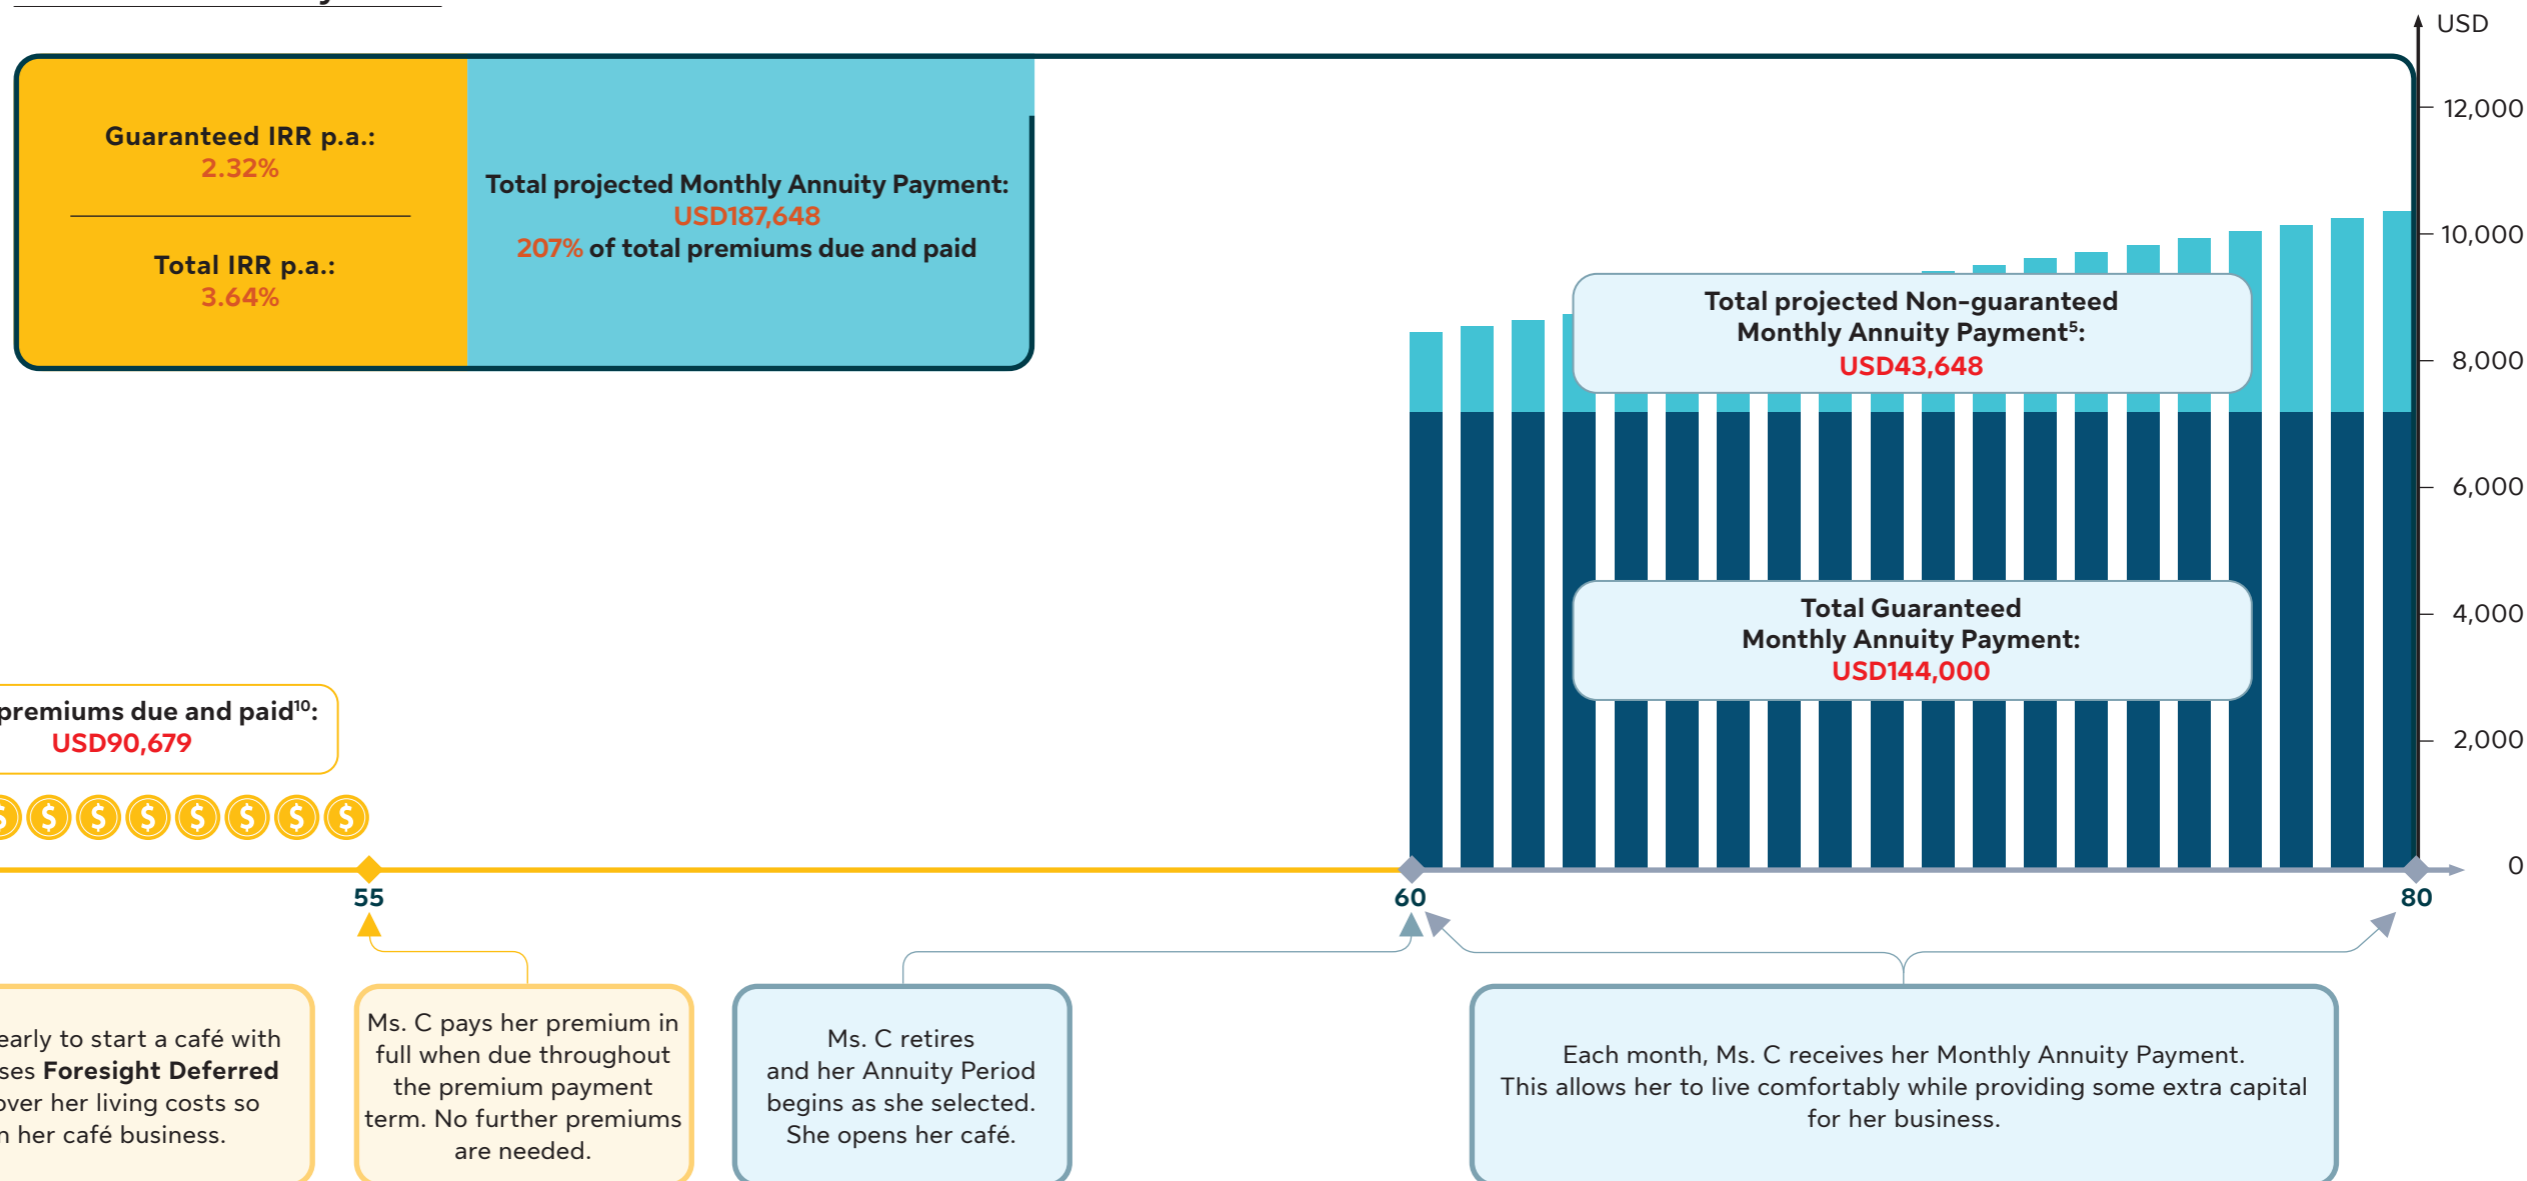 Guaranteed IRR p.a.:
2.32%
Total IRR p.a.:
3.64%
Total projected Monthly Annuity Payment:
USD187,648
207% of total premiums due and paid
USD
12,000
10,000
8,000
6,000
4,000
2,000
0
Total projected Non-guaranteed
Monthly Annuity Payment⁵:
USD43,648
Total Guaranteed
Monthly Annuity Payment:
USD144,000
premiums due and paid¹⁰:
USD90,679
$ $ $ $ $ $ $ $
55
60
80
early to start a café with
Foresight Deferred
her living costs so
her café business.
Ms. C pays her premium in
full when due throughout
the premium payment
term. No further premiums
are needed.
Ms. C retires
and her Annuity Period
begins as she selected.
She opens her café.
Each month, Ms. C receives her Monthly Annuity Payment.
This allows her to live comfortably while providing some extra capital
for her business.